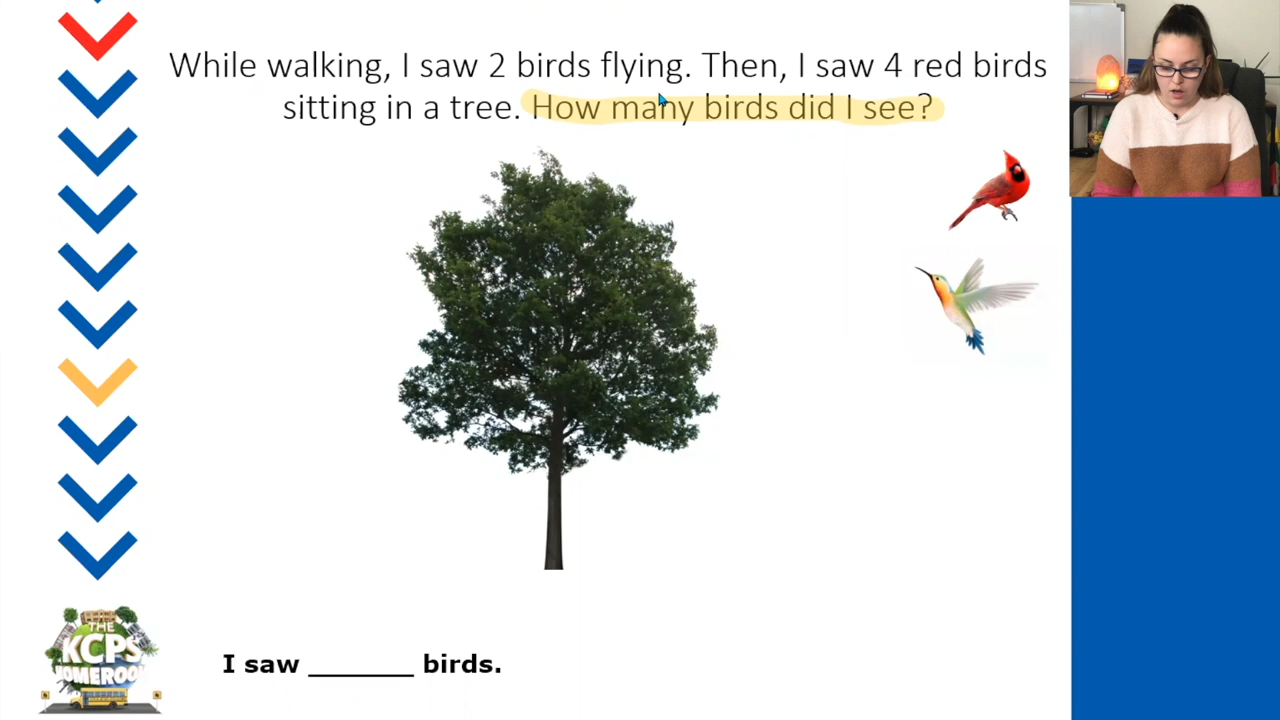 While walking, I saw 2 birds flying. Then, I saw 4 red birds
sitting in a tree. How many birds did I see?
THE
KCPS
HOMEROOM
I saw _______ birds.